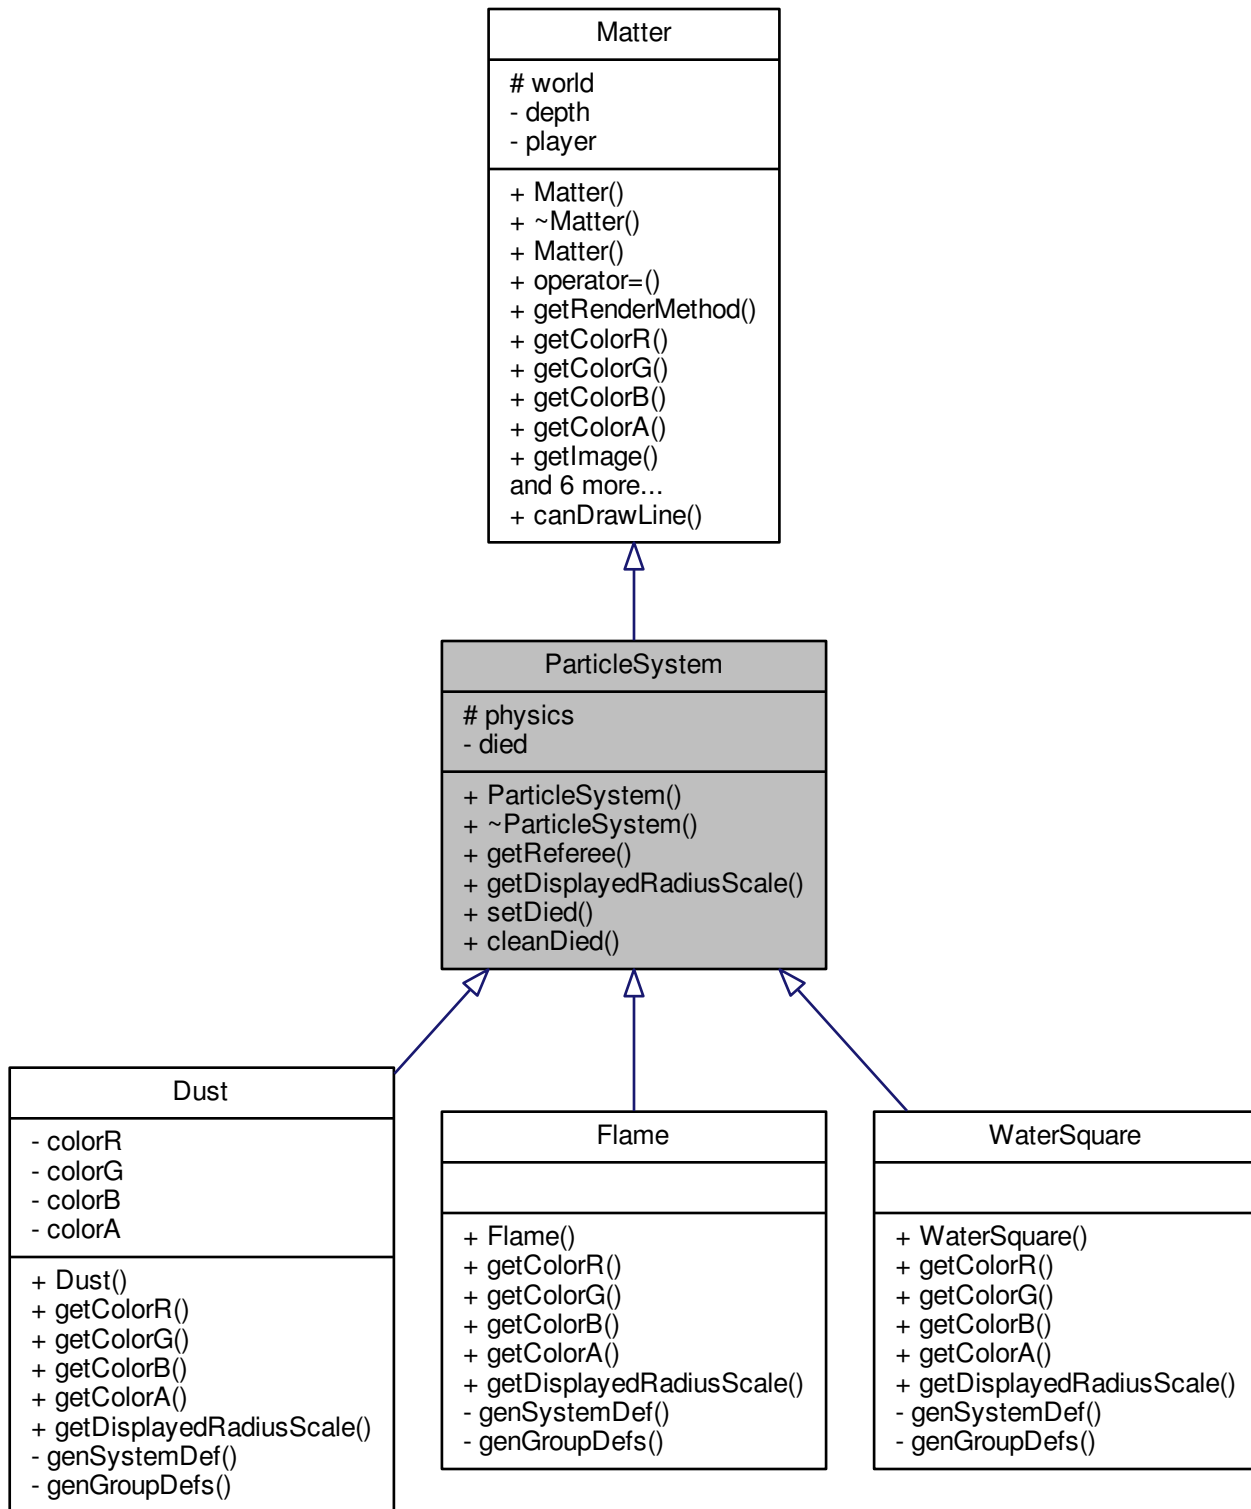 Matter
# world
- depth
- player
+ Matter()
+ ~Matter()
+ Matter()
+ operator=()
+ getRenderMethod()
+ getColorR()
+ getColorG()
+ getColorB()
+ getColorA()
+ getImage()
and 6 more...
+ canDrawLine()
ParticleSystem
# physics
- died
+ ParticleSystem()
+ ~ParticleSystem()
+ getReferee()
+ getDisplayedRadiusScale()
+ setDied()
+ cleanDied()
Dust
- colorR
- colorG
- colorB
- colorA
+ Dust()
+ getColorR()
+ getColorG()
+ getColorB()
+ getColorA()
+ getDisplayedRadiusScale()
- genSystemDef()
- genGroupDefs()
Flame
+ Flame()
+ getColorR()
+ getColorG()
+ getColorB()
+ getColorA()
+ getDisplayedRadiusScale()
- genSystemDef()
- genGroupDefs()
WaterSquare
+ WaterSquare()
+ getColorR()
+ getColorG()
+ getColorB()
+ getColorA()
+ getDisplayedRadiusScale()
- genSystemDef()
- genGroupDefs()